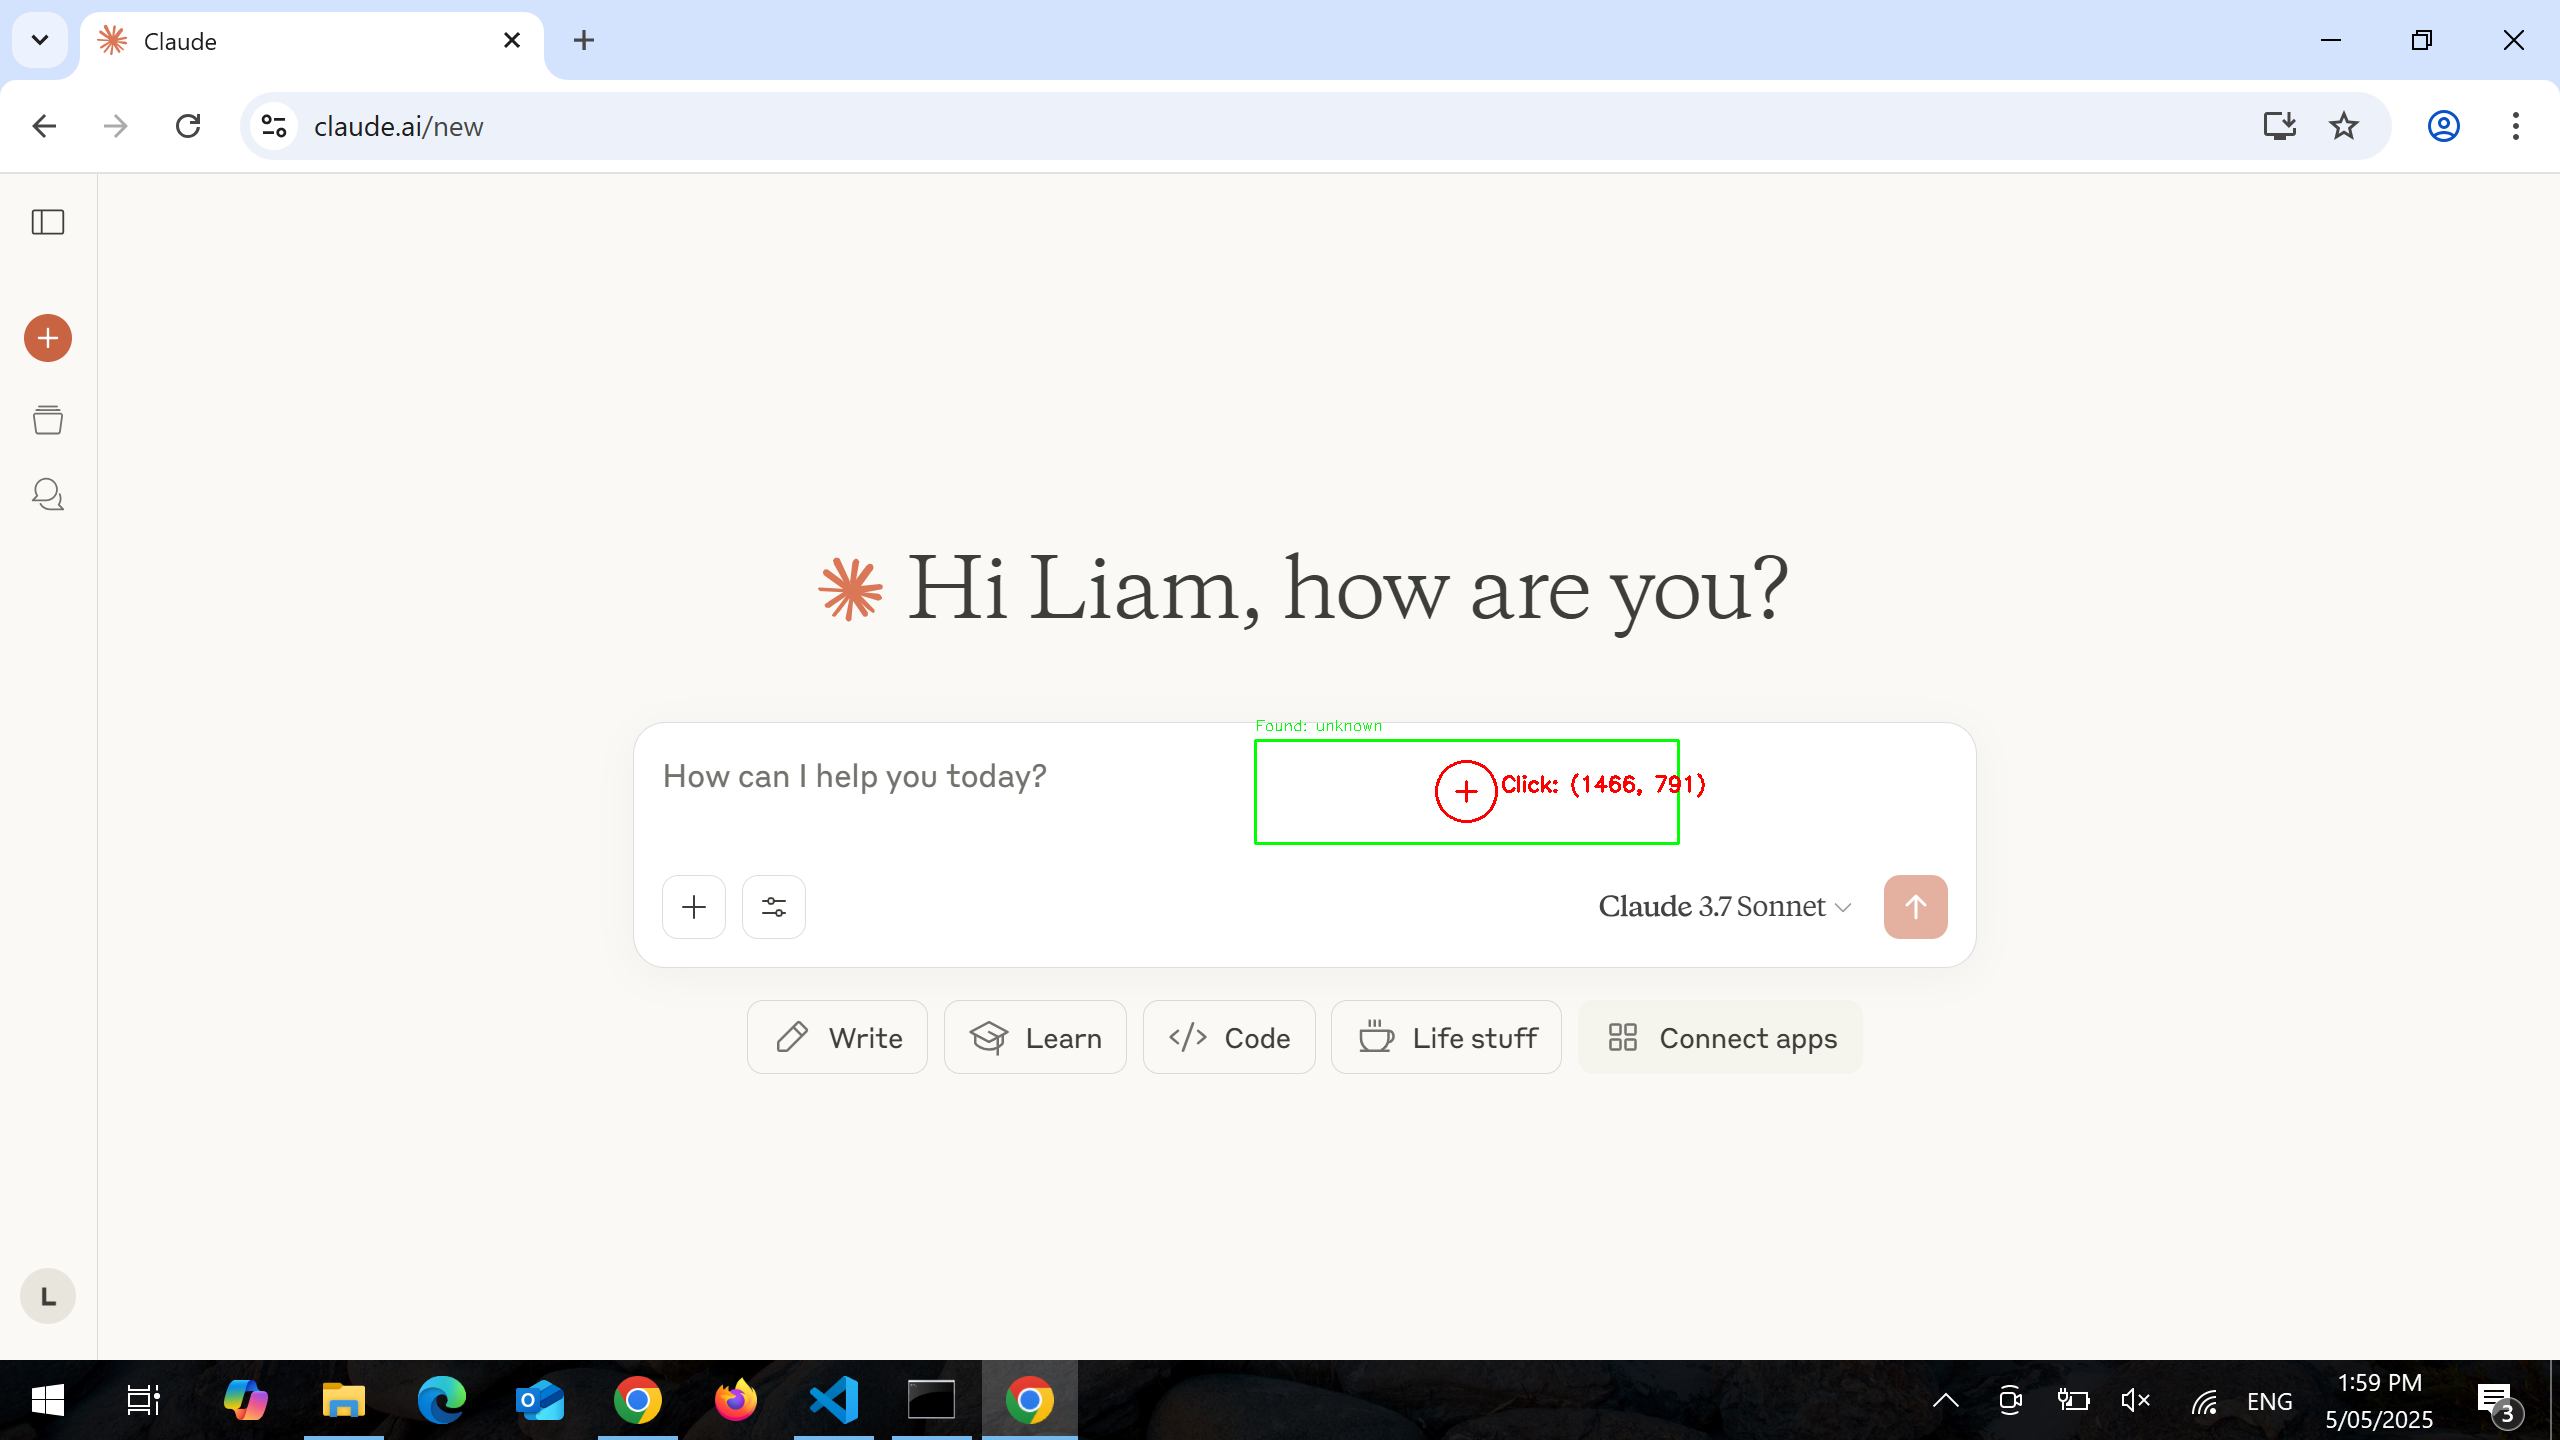 Claude
claude.ai/new
Hi Liam, how are you?
Found: unknown
How can I help you today?
Click: (1466, 791)
Claude 3.7 Sonnet
Write
Learn
Code
Life stuff
Connect apps
L
ENG
1:59 PM
5/05/2025
3